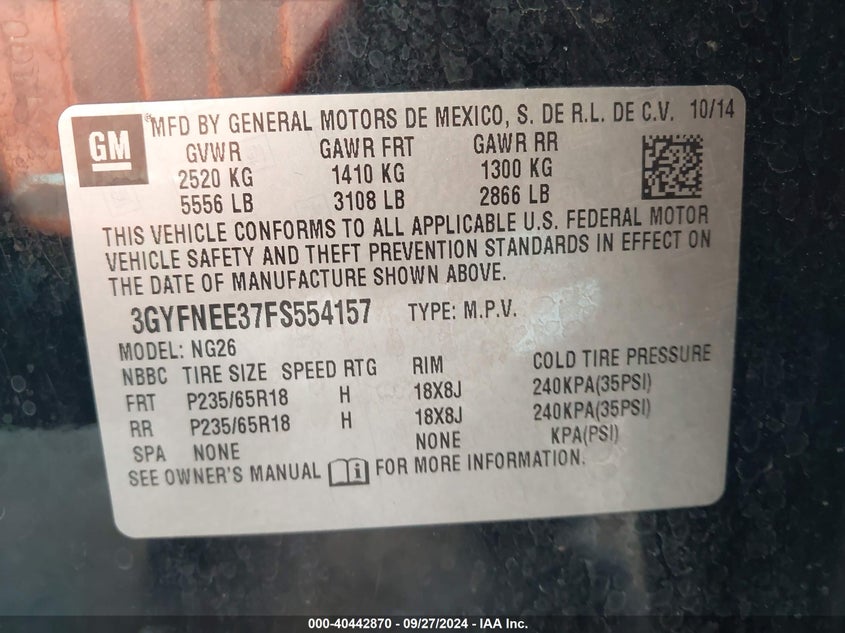 GM
MFD BY GENERAL MOTORS DE MEXICO, S. DE R.L. DE C.V. 10/14
GVWR GAWR FRT GAWR RR
2520 KG 1410 KG 1300 KG
5556 LB 3108 LB 2866 LB
THIS VEHICLE CONFORMS TO ALL APPLICABLE U.S. FEDERAL MOTOR
VEHICLE SAFETY AND THEFT PREVENTION STANDARDS IN EFFECT ON
THE DATE OF MANUFACTURE SHOWN ABOVE.
3GYFNEE37FS554157 TYPE: M.P.V.
MODEL: NG26
NBBC TIRE SIZE SPEED RTG RIM COLD TIRE PRESSURE
FRT P235/65R18 H 18X8J 240KPA(35PSI)
RR P235/65R18 H 18X8J 240KPA(35PSI)
SPA NONE NONE KPA(PSI)
SEE OWNER'S MANUAL i FOR MORE INFORMATION.
000-40442870 - 09/27/2024 - IAA Inc.